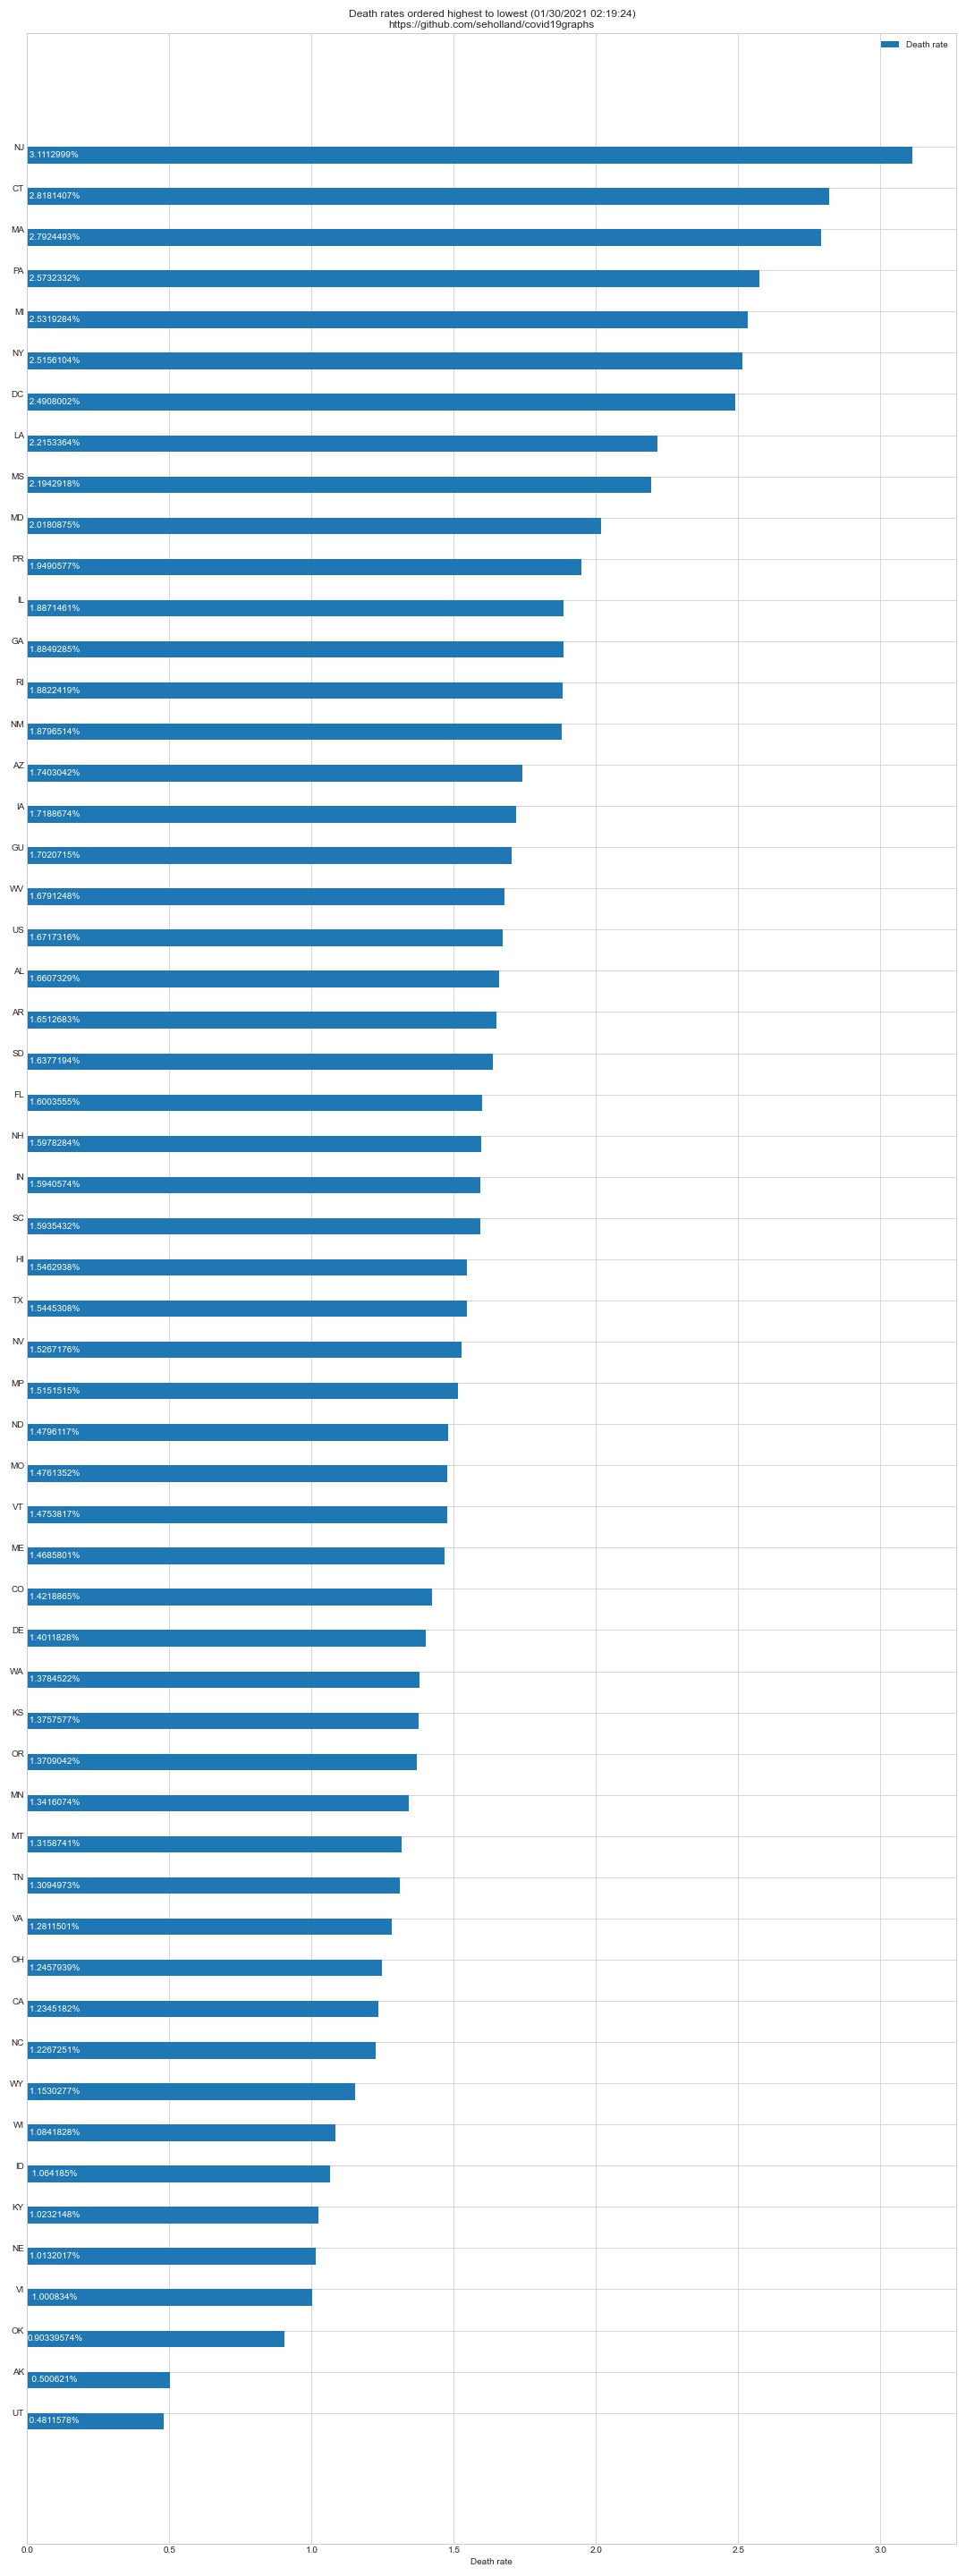 Death rates ordered highest to lowest (01/30/2021 02:19:24)
https://github.com/seholland/covid19graphs
Death rate
NJ 3.1112999%
CT 2.8181407%
MA 2.7924493%
PA 2.5732332%
MI 2.5319284%
NY 2.5156104%
DC 2.4908002%
LA 2.2153364%
MS 2.1942918%
MD 2.0180875%
PR 1.9490577%
IL 1.8871461%
GA 1.8849285%
RI 1.8822419%
NM 1.8796514%
AZ 1.7403042%
IA 1.7188674%
GU 1.7020715%
WV 1.6791248%
US 1.6717316%
AL 1.6607329%
AR 1.6512683%
SD 1.6377194%
FL 1.6003555%
NH 1.5978284%
IN 1.5940574%
SC 1.5935432%
HI 1.5462938%
TX 1.5445308%
NV 1.5267176%
MP 1.5151515%
ND 1.4796117%
MO 1.4761352%
VT 1.4753817%
ME 1.4685801%
CO 1.4218865%
DE 1.4011828%
WA 1.3784522%
KS 1.3757577%
OR 1.3709042%
MN 1.3416074%
MT 1.3158741%
TN 1.3094973%
VA 1.2811501%
OH 1.2457939%
CA 1.2345182%
NC 1.2267251%
WY 1.1530277%
WI 1.0841828%
ID 1.064185%
KY 1.0232148%
NE 1.0132017%
VI 1.000834%
OK 0.90339574%
AK 0.500621%
UT 0.4811578%
0.0 0.5 1.0 1.5 2.0 2.5 3.0
Death rate